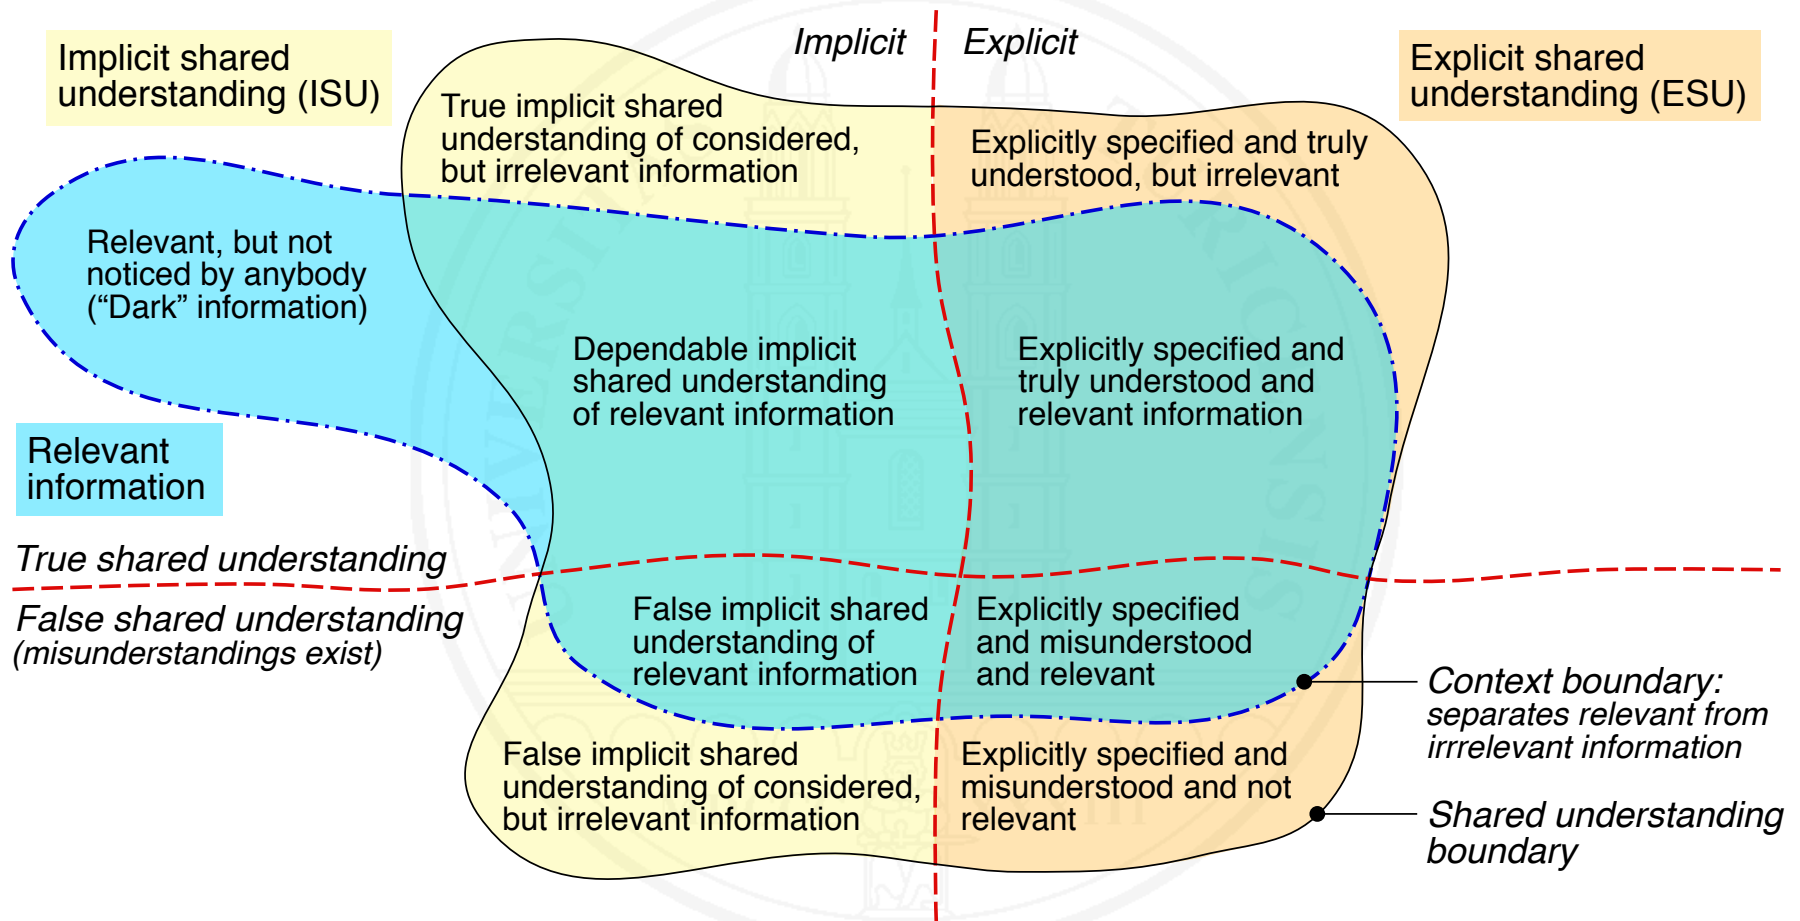 Implicit shared
understanding (ISU)
Implicit
Explicit
Explicit shared
understanding (ESU)
True implicit shared
understanding of considered,
but irrelevant information
Explicitly specified and truly
understood, but irrelevant
Relevant, but not
noticed by anybody
(“Dark” information)
Dependable implicit
shared understanding
of relevant information
Explicitly specified and
truly understood and
relevant information
Relevant
information
True shared understanding
False shared understanding
(misunderstandings exist)
False implicit shared
understanding of
relevant information
Explicitly specified
and misunderstood
and relevant
Context boundary:
separates relevant from
irrrelevant information
False implicit shared
understanding of considered,
but irrelevant information
Explicitly specified and
misunderstood and not
relevant
Shared understanding
boundary